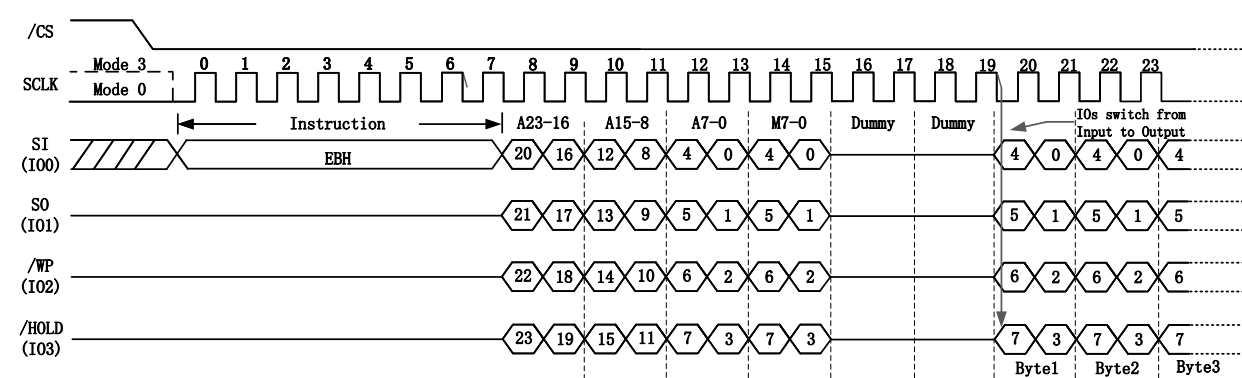 /CS
Mode 3 0 1 2 3 4 5 6 7 8 9 10 11 12 13 14 15 16 17 18 19 20 21 22 23
SCLK
Mode 0
Instruction A23-16 A15-8 A7-0 M7-0 Dummy Dummy IOs switch from
Input to Output
SI
(IO0)
EBH 20 16 12 8 4 0 4 0 4 0 4 0 4
SO
(IO1)
21 17 13 9 5 1 5 1 5 1 5 1 5
/WP
(IO2)
22 18 14 10 6 2 6 2 6 2 6 2 6
/HOLD
(IO3)
23 19 15 11 7 3 7 3 7 3 7 3 7
Byte1 Byte2 Byte3